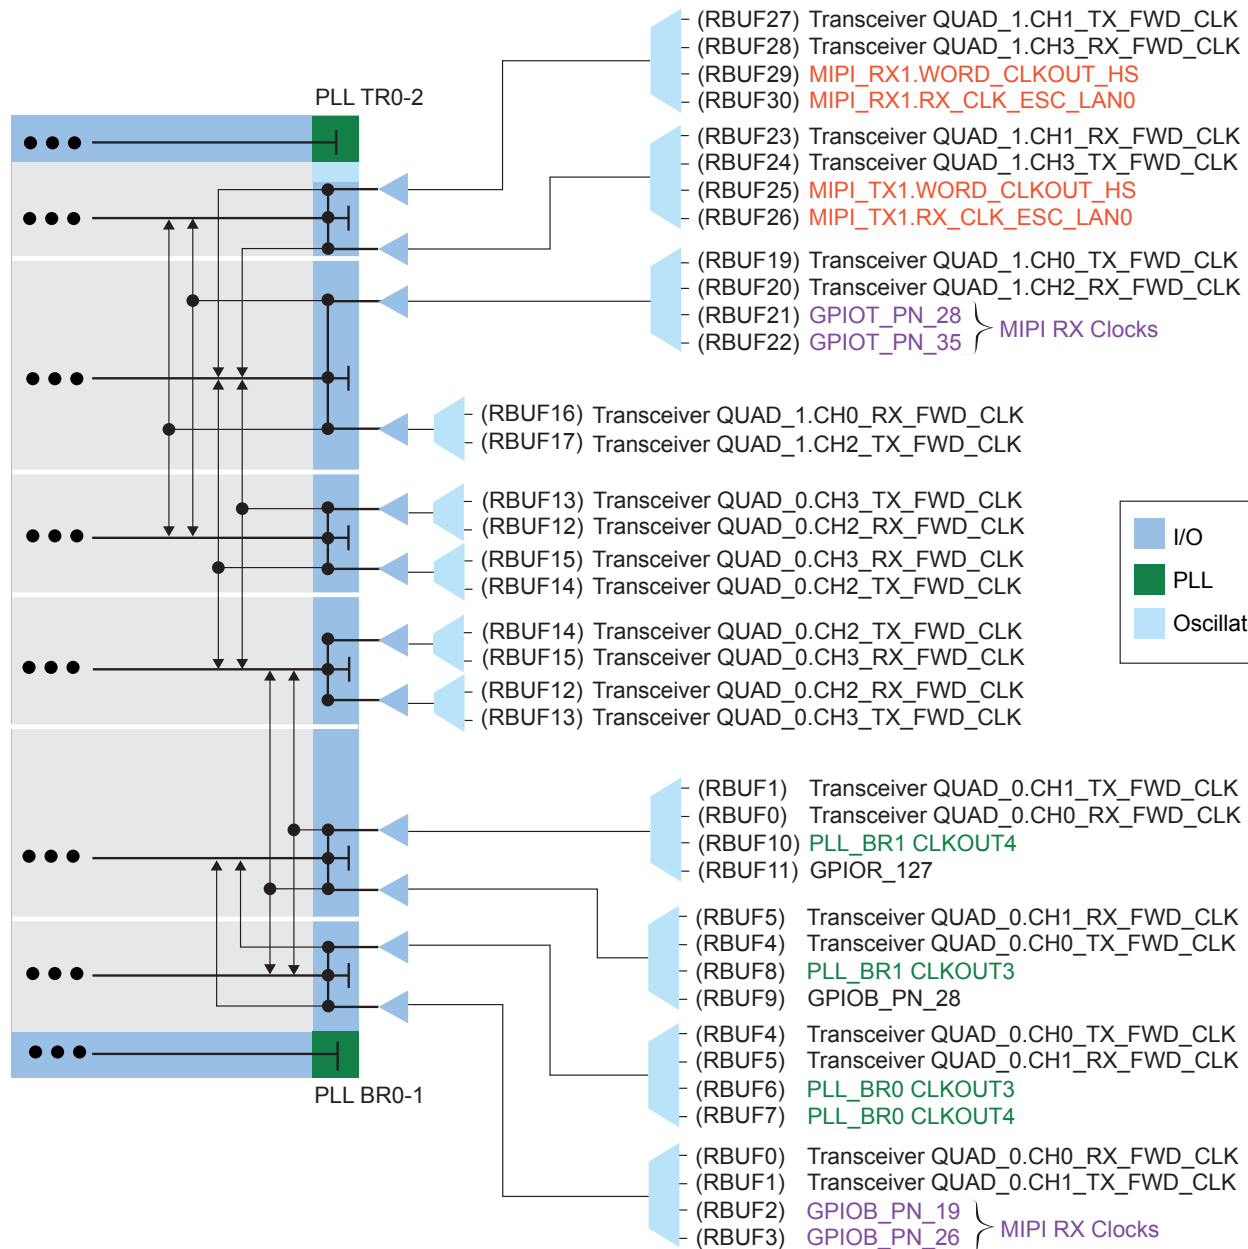 (RBUF27) Transceiver QUAD_1.CH1_TX_FWD_CLK
(RBUF28) Transceiver QUAD_1.CH3_RX_FWD_CLK
(RBUF29) MIPI_RX1.WORD_CLKOUT_HS
(RBUF30) MIPI_RX1.RX_CLK_ESC_LAN0
PLL TR0-2
(RBUF23) Transceiver QUAD_1.CH1_RX_FWD_CLK
(RBUF24) Transceiver QUAD_1.CH3_TX_FWD_CLK
(RBUF25) MIPI_TX1.WORD_CLKOUT_HS
(RBUF26) MIPI_TX1.RX_CLK_ESC_LAN0
(RBUF19) Transceiver QUAD_1.CH0_TX_FWD_CLK
(RBUF20) Transceiver QUAD_1.CH2_RX_FWD_CLK
(RBUF21) GPIOT_PN_28
(RBUF22) GPIOT_PN_35
MIPI RX Clocks
(RBUF16) Transceiver QUAD_1.CH0_RX_FWD_CLK
(RBUF17) Transceiver QUAD_1.CH2_TX_FWD_CLK
(RBUF13) Transceiver QUAD_0.CH3_TX_FWD_CLK
(RBUF12) Transceiver QUAD_0.CH2_RX_FWD_CLK
(RBUF15) Transceiver QUAD_0.CH3_RX_FWD_CLK
(RBUF14) Transceiver QUAD_0.CH2_TX_FWD_CLK
I/O
PLL
Oscillat
(RBUF14) Transceiver QUAD_0.CH2_TX_FWD_CLK
(RBUF15) Transceiver QUAD_0.CH3_RX_FWD_CLK
(RBUF12) Transceiver QUAD_0.CH2_RX_FWD_CLK
(RBUF13) Transceiver QUAD_0.CH3_TX_FWD_CLK
(RBUF1) Transceiver QUAD_0.CH1_TX_FWD_CLK
(RBUF0) Transceiver QUAD_0.CH0_RX_FWD_CLK
(RBUF10) PLL_BR1 CLKOUT4
(RBUF11) GPIOR_127
(RBUF5) Transceiver QUAD_0.CH1_RX_FWD_CLK
(RBUF4) Transceiver QUAD_0.CH0_TX_FWD_CLK
(RBUF8) PLL_BR1 CLKOUT3
(RBUF9) GPIOB_PN_28
(RBUF4) Transceiver QUAD_0.CH0_TX_FWD_CLK
(RBUF5) Transceiver QUAD_0.CH1_RX_FWD_CLK
(RBUF6) PLL_BR0 CLKOUT3
(RBUF7) PLL_BR0 CLKOUT4
PLL BR0-1
(RBUF0) Transceiver QUAD_0.CH0_RX_FWD_CLK
(RBUF1) Transceiver QUAD_0.CH1_TX_FWD_CLK
(RBUF2) GPIOB_PN_19
(RBUF3) GPIOB_PN_26
MIPI RX Clocks